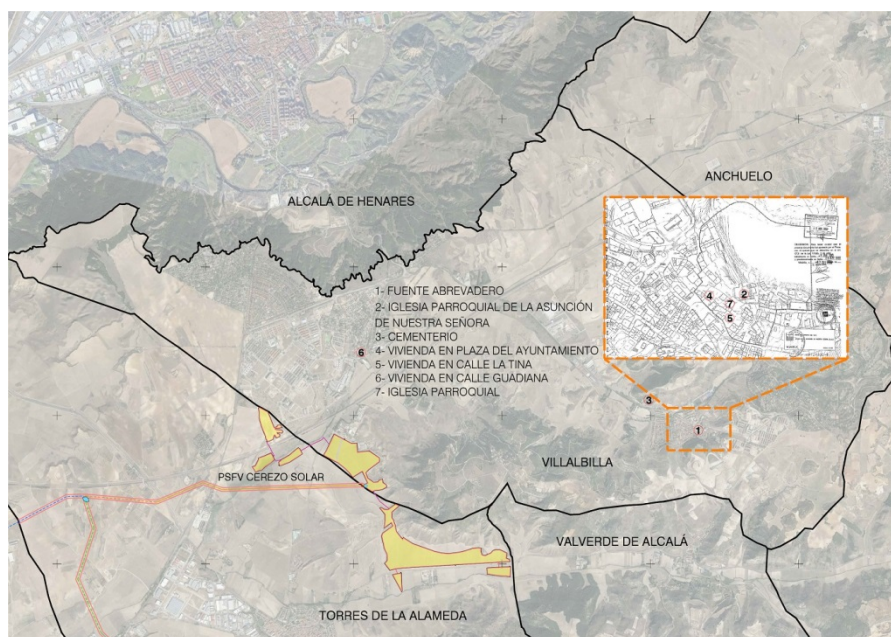 ANCHUELO
ALCALÁ DE HENARES
1- FUENTE ABREVADERO
2- IGLESIA PARROQUIAL DE LA ASUNCIÓN
DE NUESTRA SEÑORA
3- CEMENTERIO
4- VIVIENDA EN PLAZA DEL AYUNTAMIENTO
5- VIVIENDA EN CALLE LA TINA
6- VIVIENDA EN CALLE GUADIANA
7- IGLESIA PARROQUIAL
4
2
7
5
6
3
1
VILLALBILLA
PSFV CEREZO SOLAR
VALVERDE DE ALCALÁ
TORRES DE LA ALAMEDA